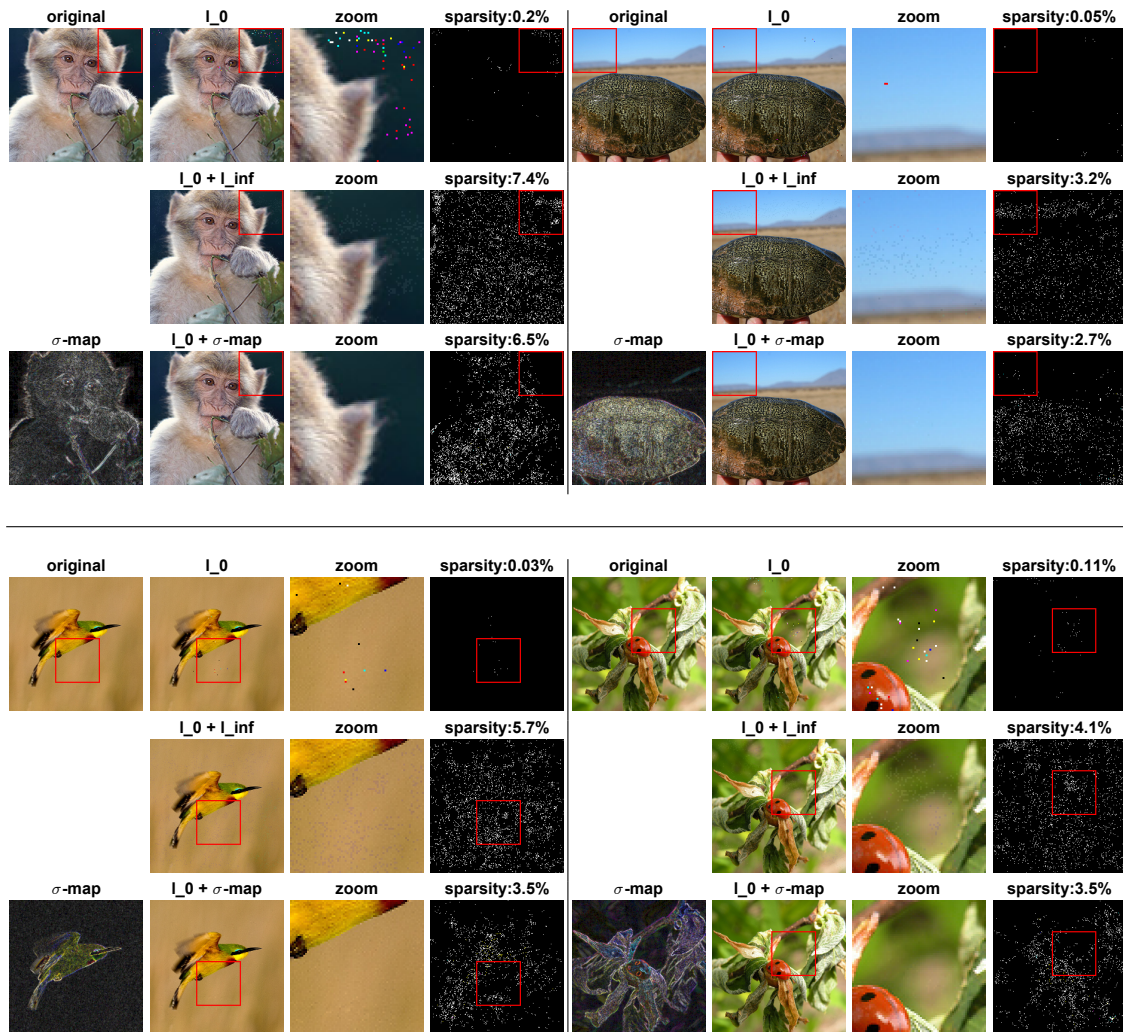 original l_0 zoom sparsity:0.2%
l_0 + l_inf zoom sparsity:7.4%
σ-map l_0 + σ-map zoom sparsity:6.5%
original l_0 zoom sparsity:0.05%
l_0 + l_inf zoom sparsity:3.2%
σ-map l_0 + σ-map zoom sparsity:2.7%
original l_0 zoom sparsity:0.03%
l_0 + l_inf zoom sparsity:5.7%
σ-map l_0 + σ-map zoom sparsity:3.5%
original l_0 zoom sparsity:0.11%
l_0 + l_inf zoom sparsity:4.1%
σ-map l_0 + σ-map zoom sparsity:3.5%